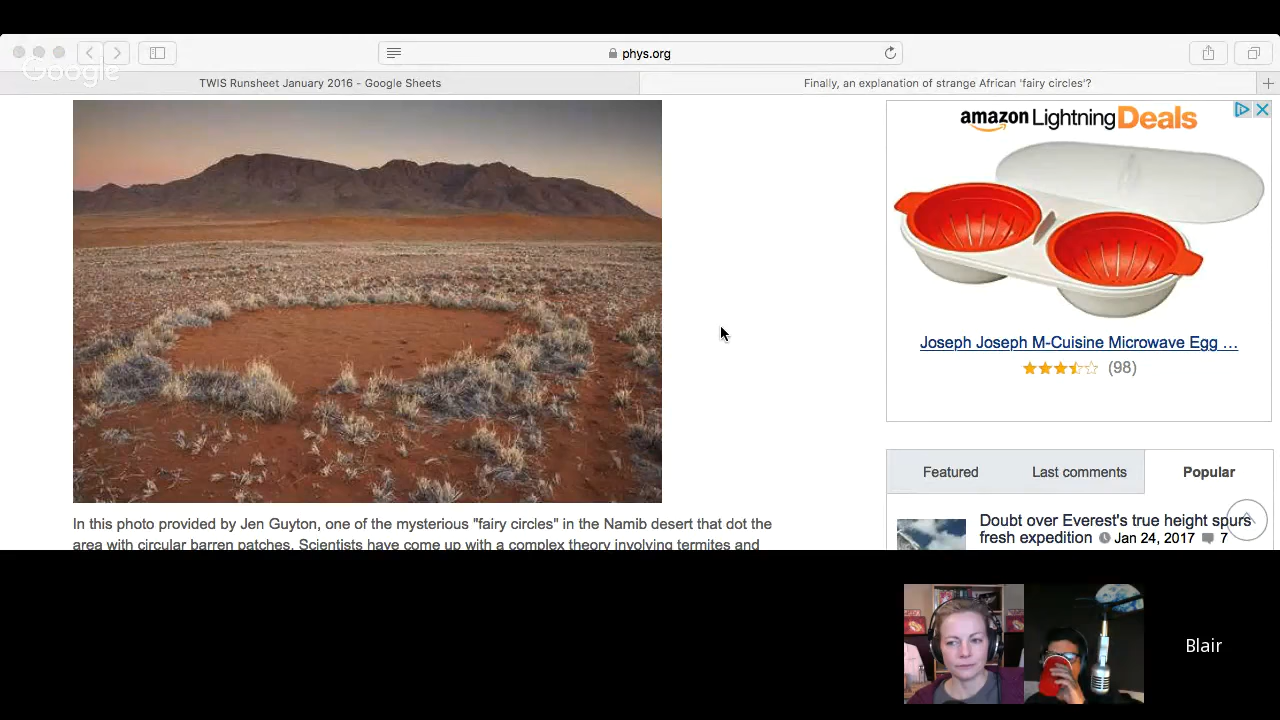 Google
phys.org
TWIS Runsheet January 2016 - Google Sheets
Finally, an explanation of strange African 'fairy circles'?
amazon Lightning Deals
Joseph Joseph M-Cuisine Microwave Egg …
(98)
Featured
Last comments
Popular
In this photo provided by Jen Guyton, one of the mysterious "fairy circles" in the Namib desert that dot the
area with circular barren patches. Scientists have come up with a complex theory involving termites and
Doubt over Everest's true height spurs
fresh expedition Jan 24, 2017 7
Blair